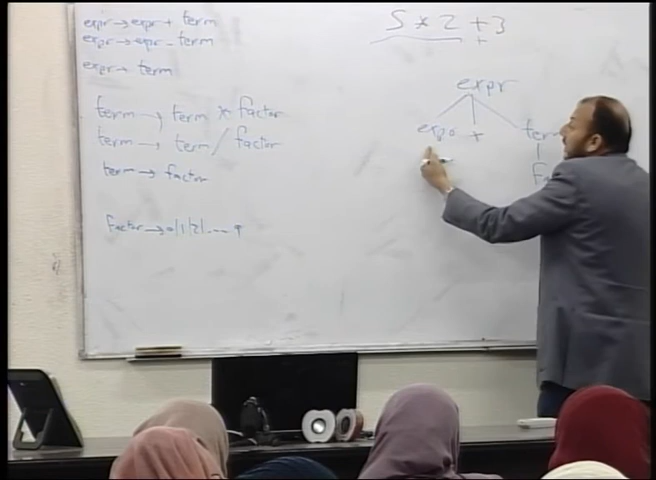 expr → expr + term
expr → expr - term
expr → term
term → term * factor
term → term / factor
term → factor
factor → 0|1|2|...9
5 * 2 + 3
+
expr
expr + term